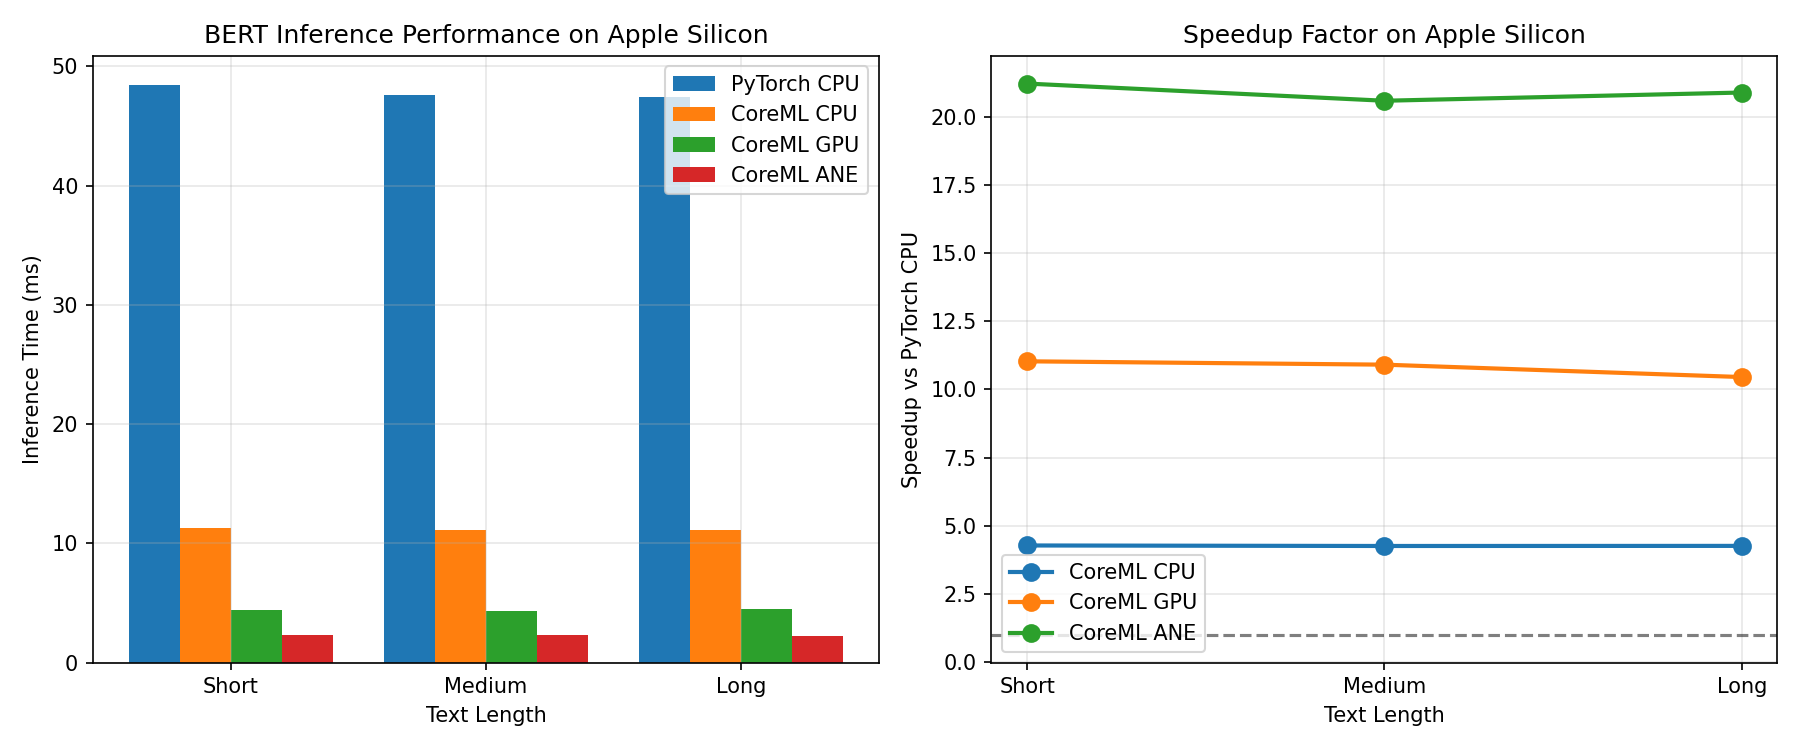 BERT Inference Performance on Apple Silicon
50
40
30
20
10
0
Inference Time (ms)
PyTorch CPU
CoreML CPU
CoreML GPU
CoreML ANE
Short
Medium
Long
Text Length
Speedup Factor on Apple Silicon
20.0
17.5
15.0
12.5
10.0
7.5
5.0
2.5
0.0
Speedup vs PyTorch CPU
CoreML CPU
CoreML GPU
CoreML ANE
Short
Medium
Long
Text Length